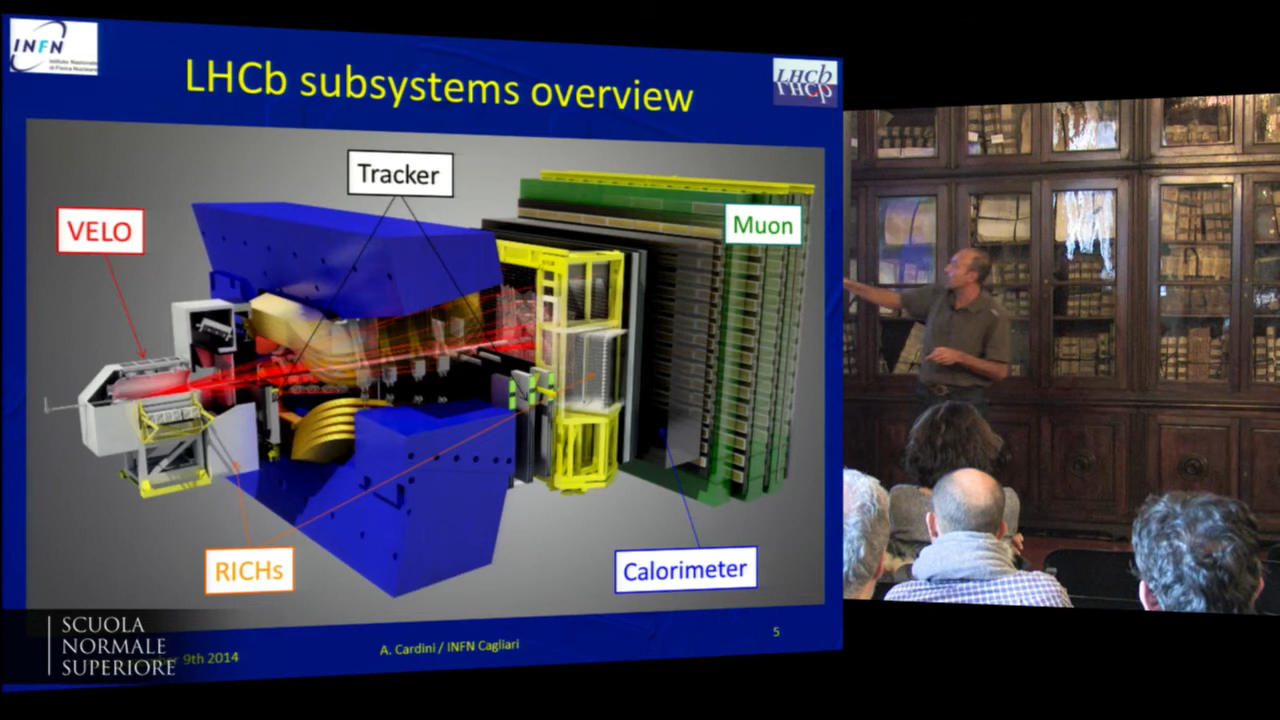 INFN
Istituto Nazionale
di Fisica Nucleare
LHCb subsystems overview
LHCb
Tracker
VELO
Muon
RICHs
Calorimeter
SCUOLA
NORMALE
SUPERIORE
9th 2014
A. Cardini / INFN Cagliari
5